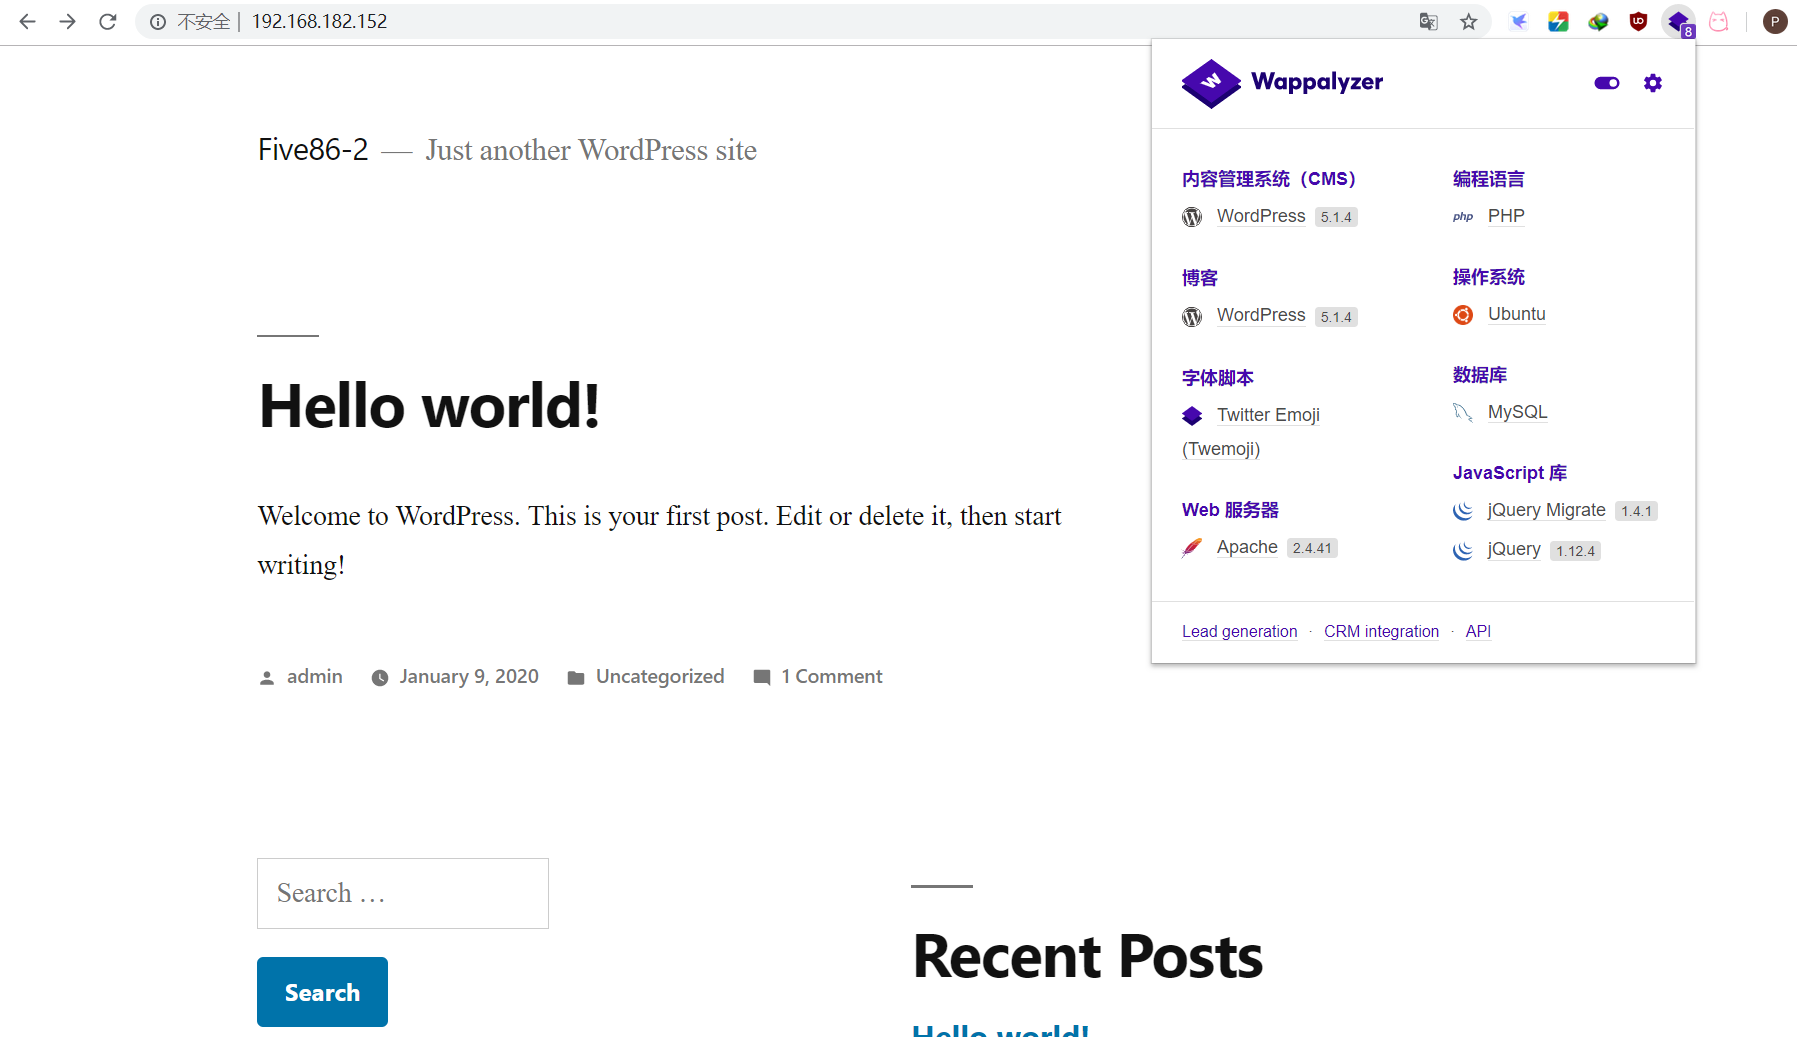 不安全 | 192.168.182.152
P
8
Wappalyzer
Five86-2 — Just another WordPress site
内容管理系统（CMS）
WordPress 5.1.4
博客
WordPress 5.1.4
字体脚本
Twitter Emoji
(Twemoji)
Web 服务器
Apache 2.4.41
编程语言
php PHP
操作系统
Ubuntu
数据库
MySQL
JavaScript 库
jQuery Migrate 1.4.1
jQuery 1.12.4
Lead generation · CRM integration · API
Hello world!
Welcome to WordPress. This is your first post. Edit or delete it, then start
writing!
admin January 9, 2020 Uncategorized 1 Comment
Search …
Search
Recent Posts
Hello world!